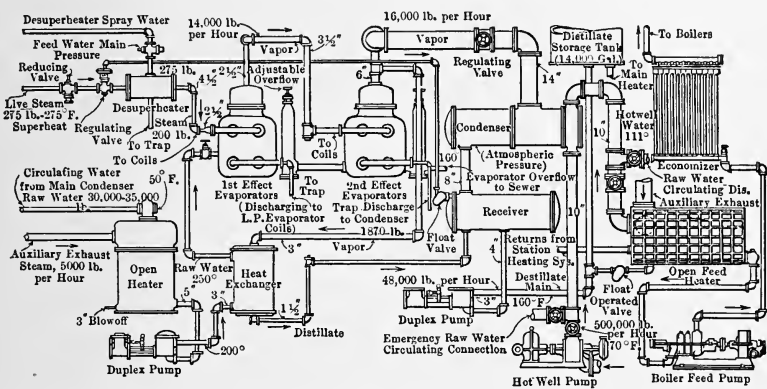 Desuperheater Spray Water
Feed Water Main
Pressure
Reducing
Valve
Live Steam
275 lb.-275° F.
Superheat
Regulating
Valve
275 lb.
Desuperheater
Steam
200 lb.
To Trap
To Coils
4½"
2½"
2½"
14,000 lb.
per Hour
Vapor
3½"
Adjustable
Overflow
16,000 lb. per Hour
Vapor
6"
Regulating
Valve
14"
Distillate
Storage Tank
(14,000 Gals.)
To
Main
Heater
To Boilers
10"
Hotwell
Water
111°
Economizer
Raw Water
Circulating Dis.
Auxiliary Exhaust
Condenser
(Atmospheric
Pressure)
Evaporator Overflow
to Sewer
160
8"
To
Coils
To
Trap
(Discharging to
L.P. Evaporator
Coils)
1st Effect
Evaporators
2nd Effect
Evaporators
Trap Discharge
to Condenser
Float
Valve
Receiver
10"
Circulating Water
from Main Condenser
Raw Water 30,000-35,000
50° F.
Auxiliary Exhaust
Steam, 5000 lb.
per Hour
Open
Heater
Raw Water
250°
Heat
Exchanger
3"
Vapor
1870 lb.
4"
Returns from
Station
Heating Sys.
Open Feed
Heater
48,000 lb. per Hour
Destillate
Main
3"
160°F.
Duplex Pump
Float
Operated
Valve
5"
3"
1½"
Distillate
3" Blowoff
200°
Duplex Pump
Emergency Raw Water
Circulating Connection
500,000 lb.
per Hour
70° F.
Hot Well Pump
Boiler Feed Pump